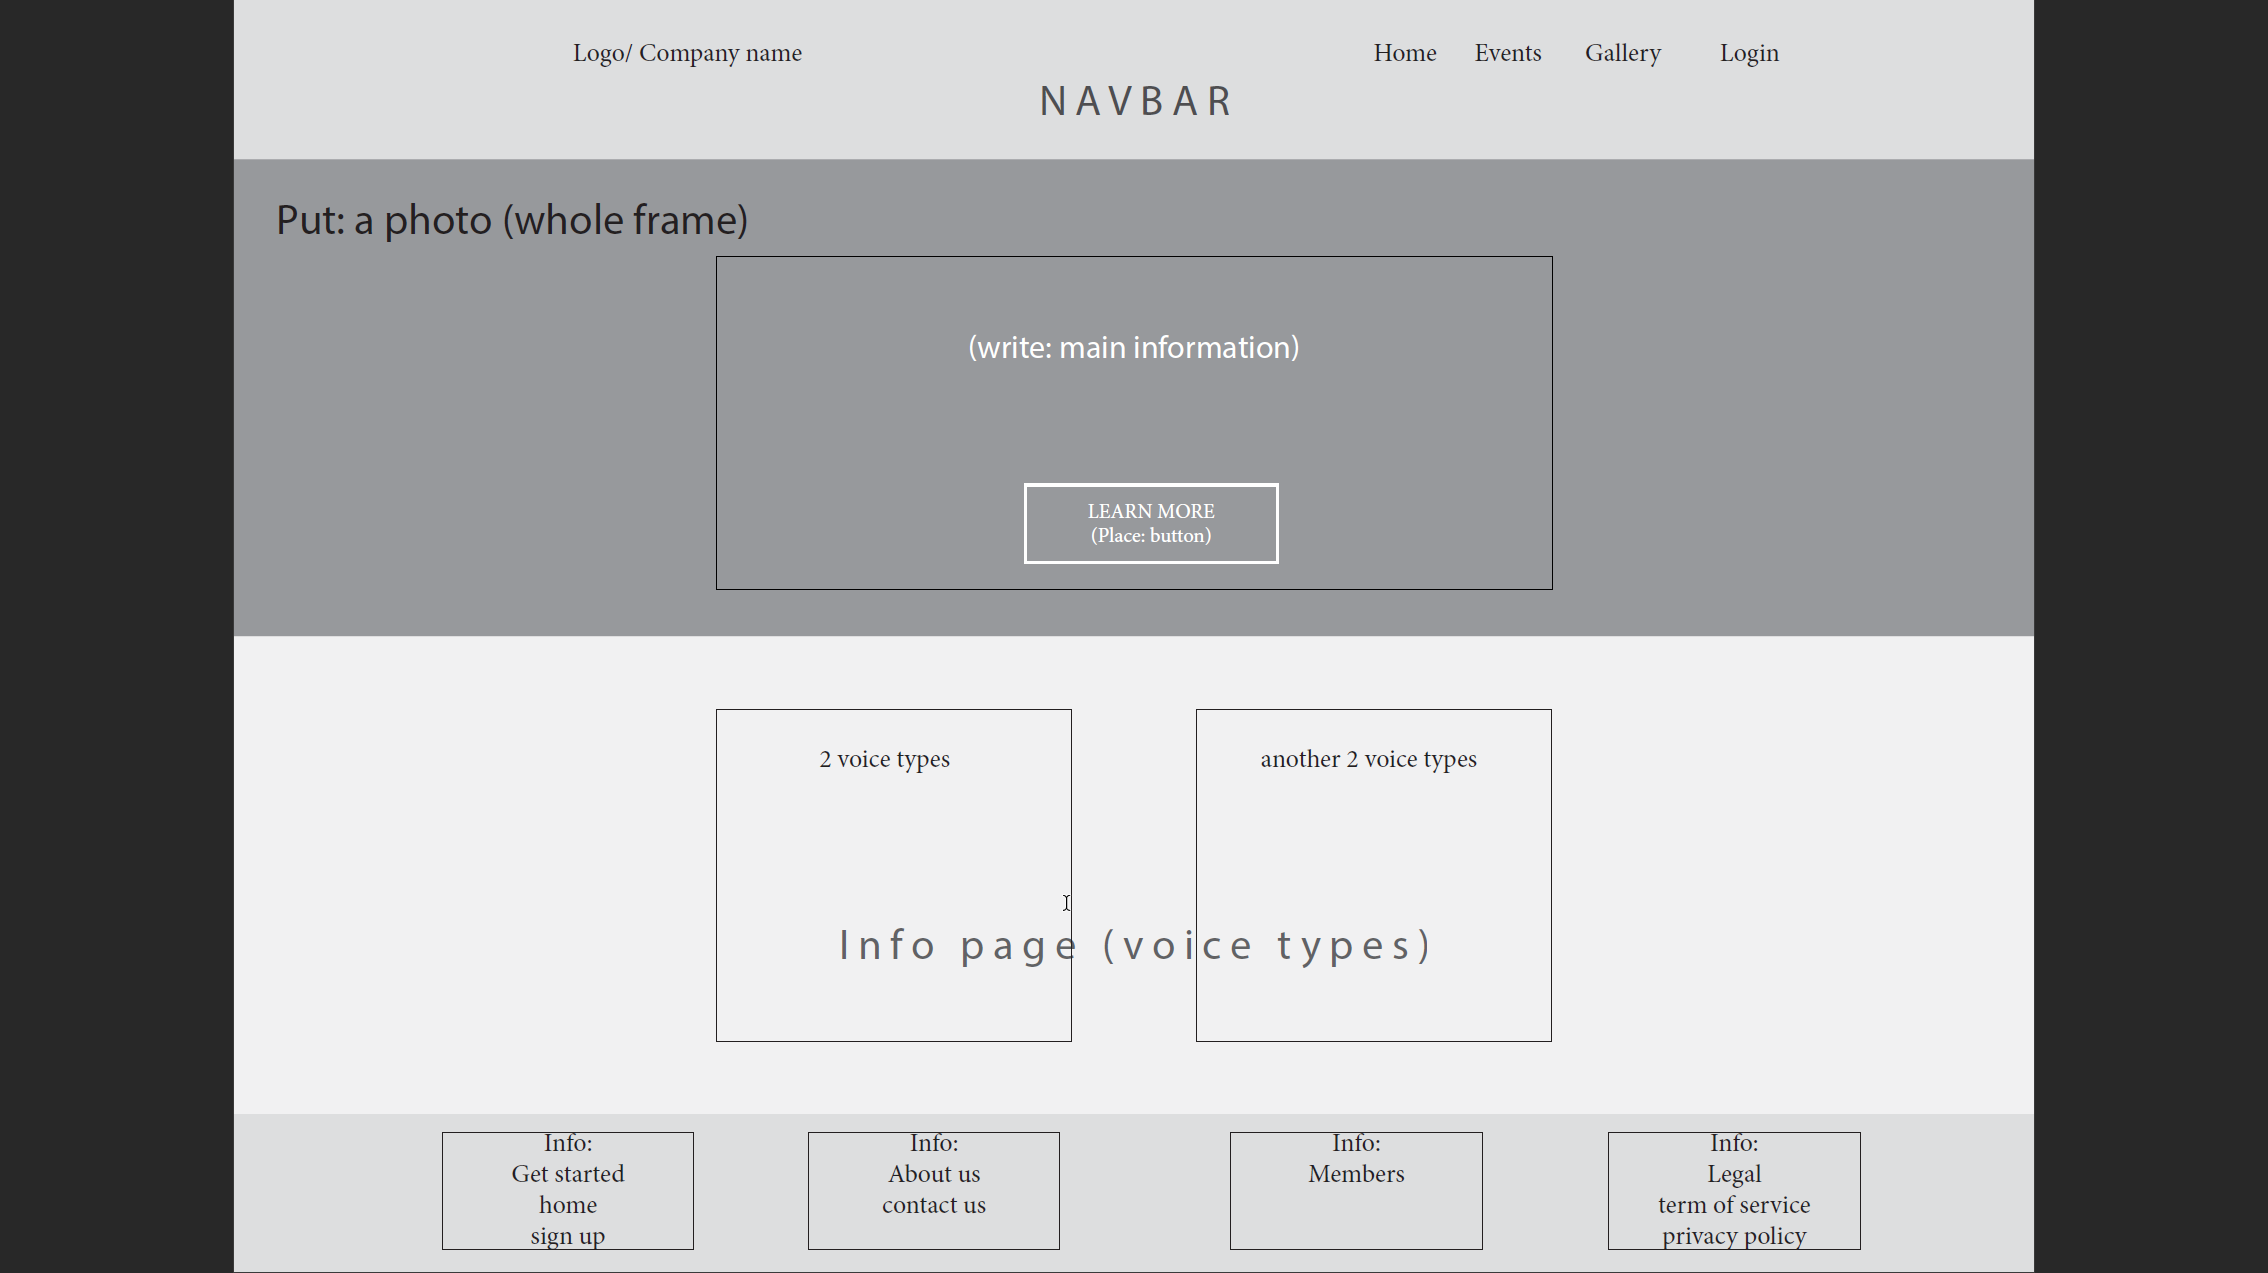 Logo/ Company name
Home Events Gallery Login
NAVBAR
Put: a photo (whole frame)
(write: main information)
LEARN MORE
(Place: button)
2 voice types
another 2 voice types
Info page (voice types)
Info:
Get started
home
sign up
Info:
About us
contact us
Info:
Members
Info:
Legal
term of service
privacy policy